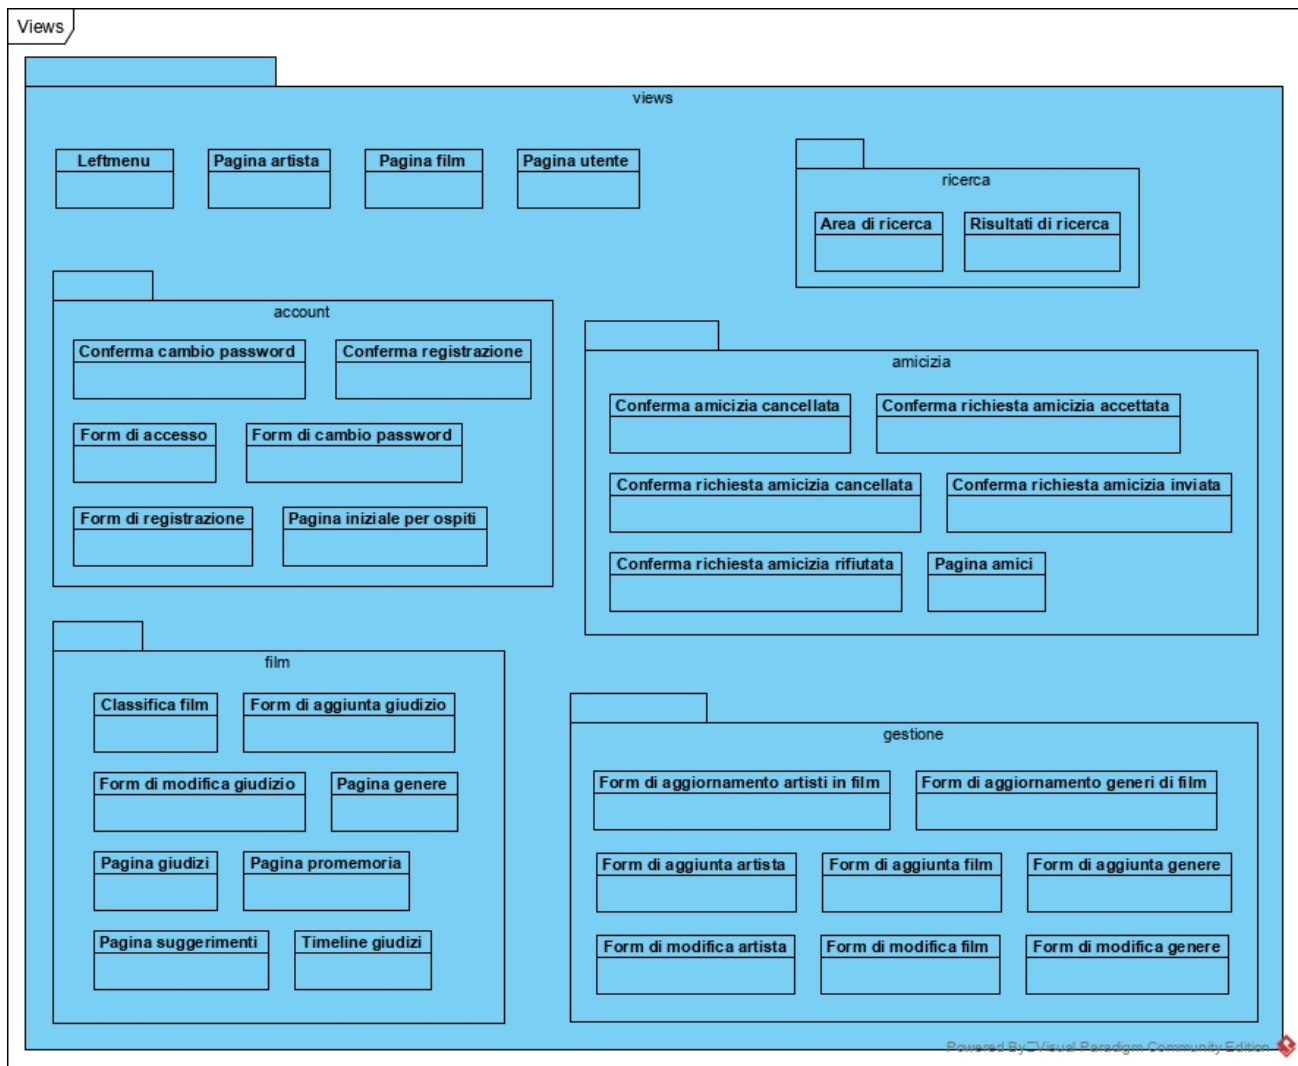 Views
views
Leftmenu
Pagina artista
Pagina film
Pagina utente
ricerca
Area di ricerca
Risultati di ricerca
account
Conferma cambio password
Conferma registrazione
Form di accesso
Form di cambio password
Form di registrazione
Pagina iniziale per ospiti
amicizia
Conferma amicizia cancellata
Conferma richiesta amicizia accettata
Conferma richiesta amicizia cancellata
Conferma richiesta amicizia inviata
Conferma richiesta amicizia rifiutata
Pagina amici
film
Classifica film
Form di aggiunta giudizio
Form di modifica giudizio
Pagina genere
Pagina giudizi
Pagina promemoria
Pagina suggerimenti
Timeline giudizi
gestione
Form di aggiornamento artisti in film
Form di aggiornamento generi di film
Form di aggiunta artista
Form di aggiunta film
Form di aggiunta genere
Form di modifica artista
Form di modifica film
Form di modifica genere
Powered By□Visual Paradigm Community Edition